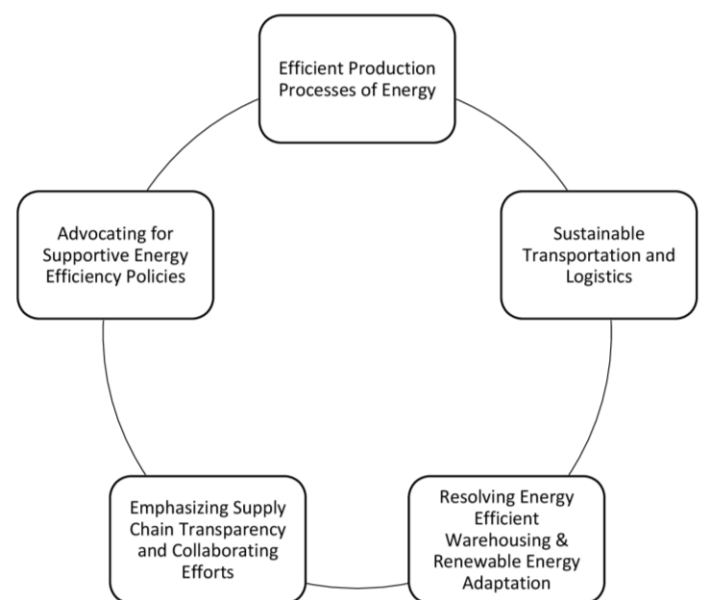 Efficient Production
Processes of Energy
Sustainable
Transportation and
Logistics
Resolving Energy
Efficient
Warehousing &
Renewable Energy
Adaptation
Emphasizing Supply
Chain Transparency
and Collaborating
Efforts
Advocating for
Supportive Energy
Efficiency Policies